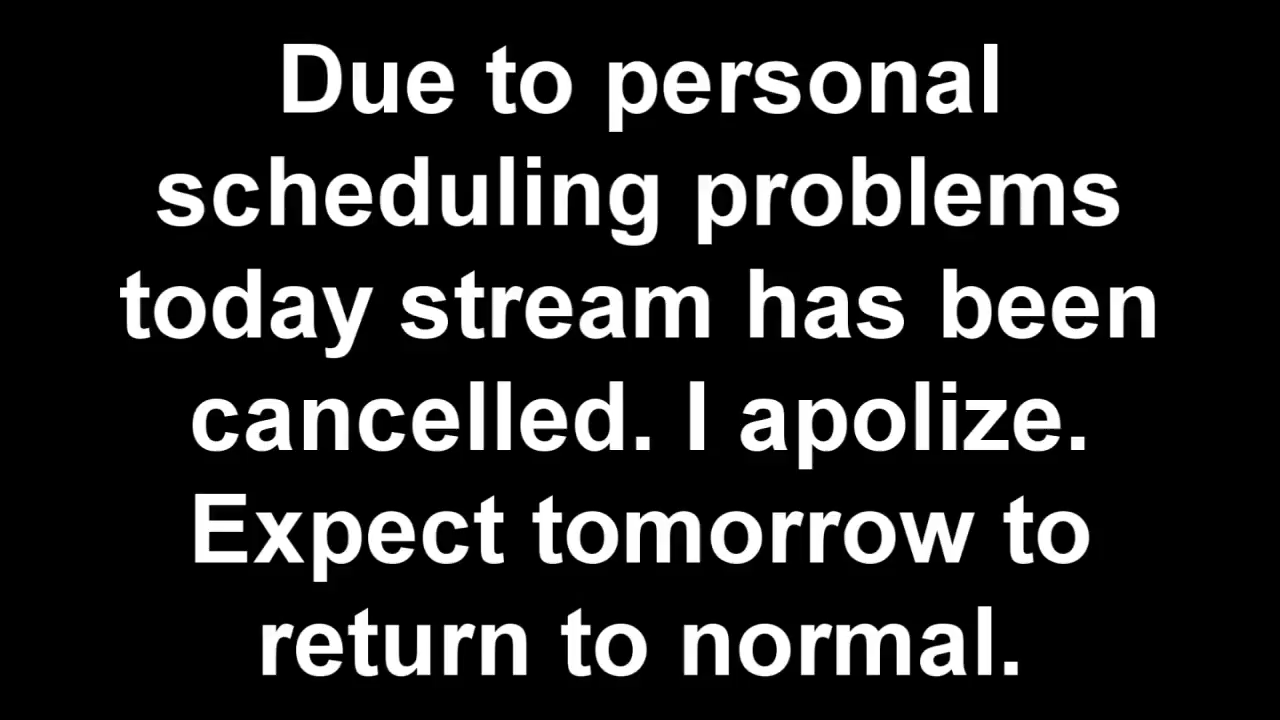 Due to personal
scheduling problems
today stream has been
cancelled. I apolize.
Expect tomorrow to
return to normal.